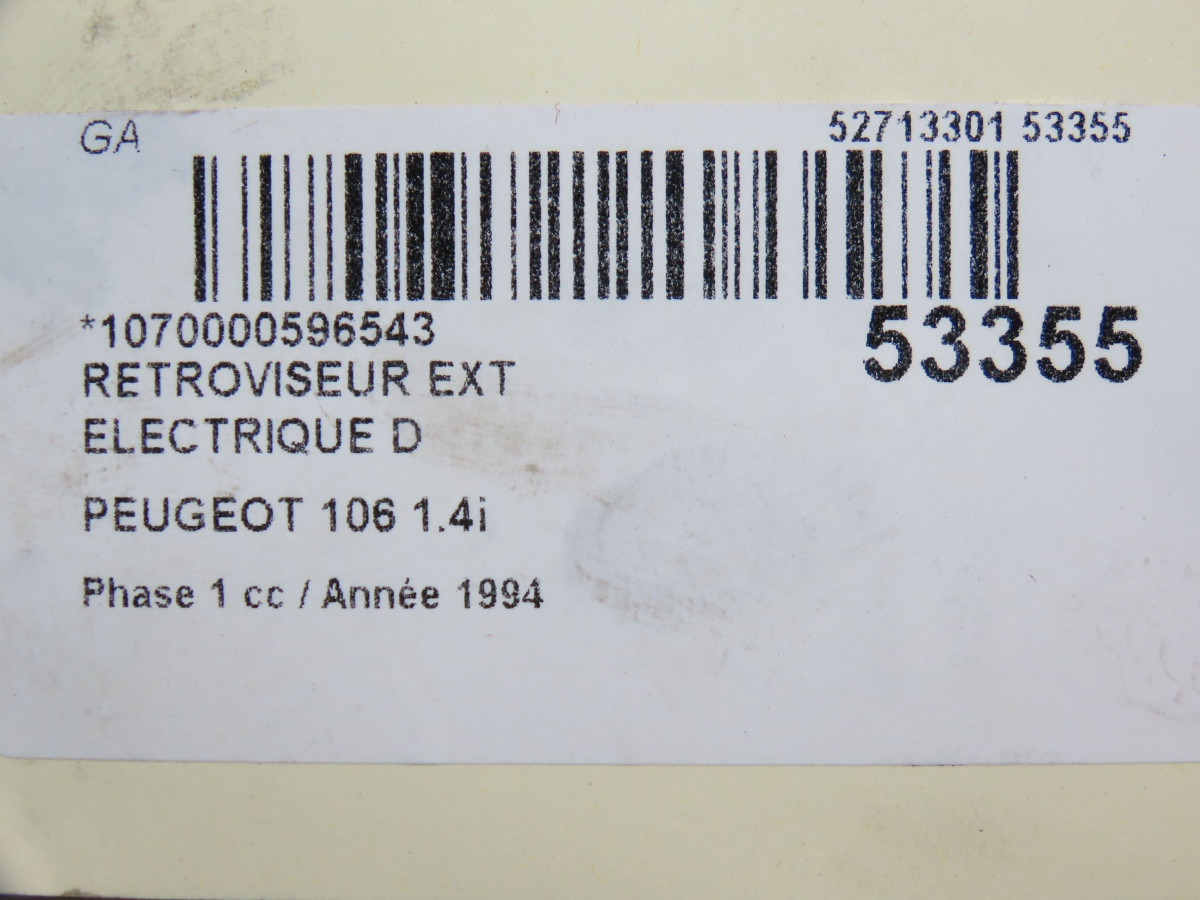 GA
52713301 53355
*1070000596543
53355
RETROVISEUR EXT
ELECTRIQUE D
PEUGEOT 106 1.4i
Phase 1 cc / Année 1994